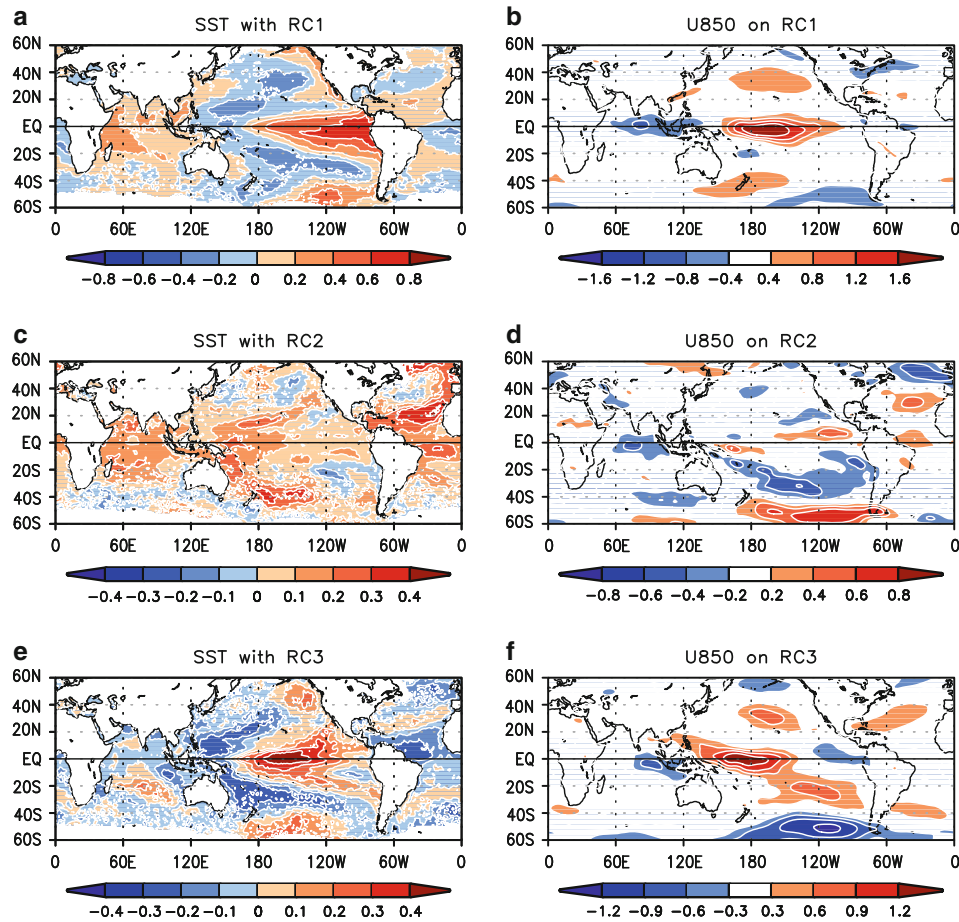 a
SST with RC1
60N
40N
20N
EQ
20S
40S
60S
0 60E 120E 180 120W 60W 0
−0.8 −0.6 −0.4 −0.2 0 0.2 0.4 0.6 0.8
b
U850 on RC1
60N
40N
20N
EQ
20S
40S
60S
0 60E 120E 180 120W 60W 0
−1.6 −1.2 −0.8 −0.4 0.4 0.8 1.2 1.6
c
SST with RC2
60N
40N
20N
EQ
20S
40S
60S
0 60E 120E 180 120W 60W 0
−0.4 −0.3 −0.2 −0.1 0 0.1 0.2 0.3 0.4
d
U850 on RC2
60N
40N
20N
EQ
20S
40S
60S
0 60E 120E 180 120W 60W 0
−0.8 −0.6 −0.4 −0.2 0.2 0.4 0.6 0.8
e
SST with RC3
60N
40N
20N
EQ
20S
40S
60S
0 60E 120E 180 120W 60W 0
−0.4 −0.3 −0.2 −0.1 0 0.1 0.2 0.3 0.4
f
U850 on RC3
60N
40N
20N
EQ
20S
40S
60S
0 60E 120E 180 120W 60W 0
−1.2 −0.9 −0.6 −0.3 0.3 0.6 0.9 1.2